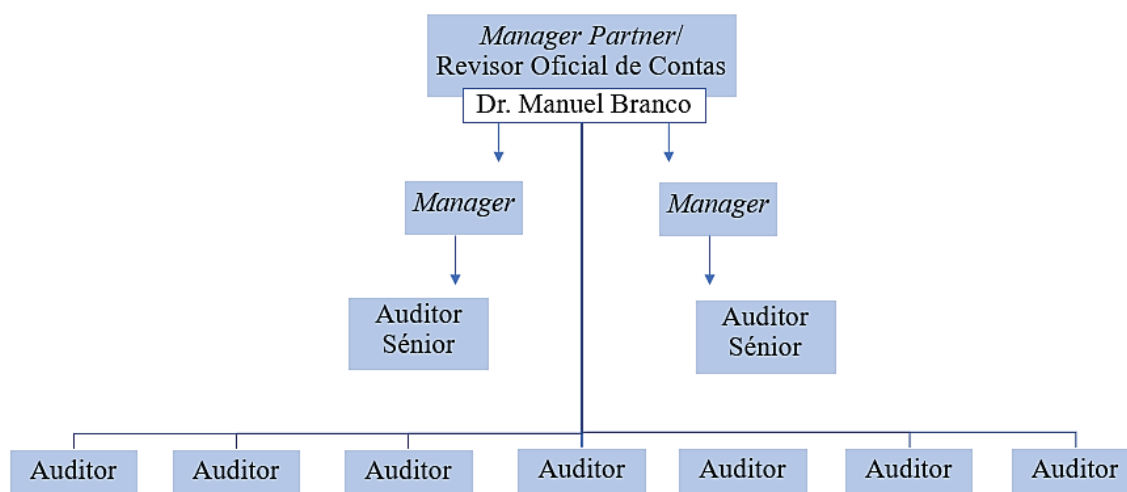 Manager Partner/
Revisor Oficial de Contas
Dr. Manuel Branco
Manager
Manager
Auditor
Sénior
Auditor
Sénior
Auditor
Auditor
Auditor
Auditor
Auditor
Auditor
Auditor